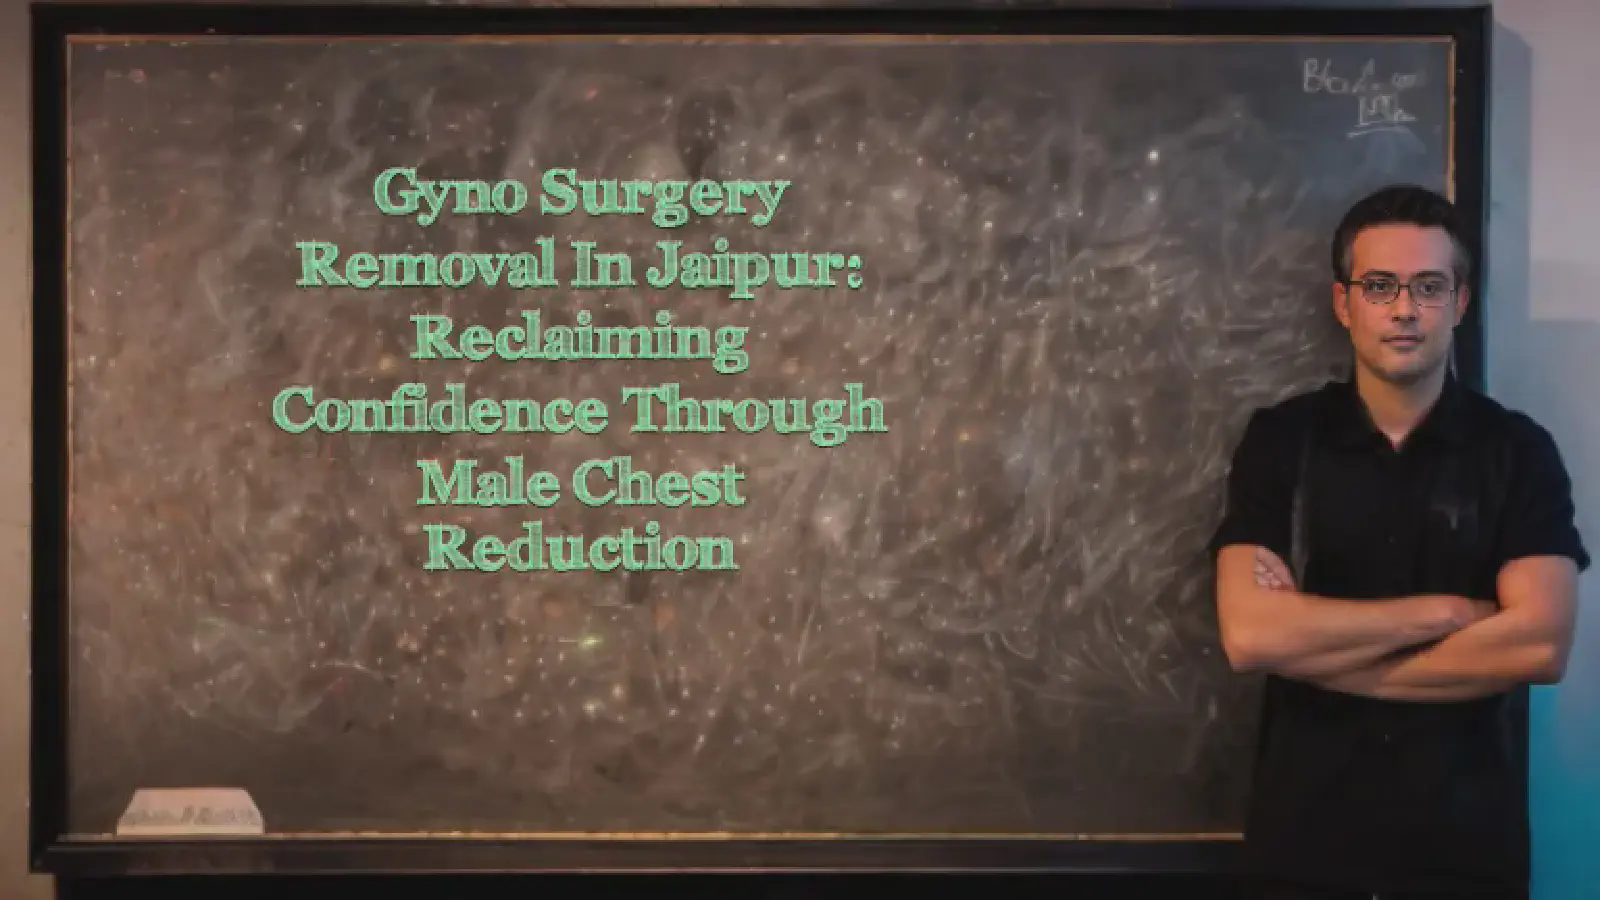 Gyno Surgery
Removal In Jaipur:
Reclaiming
Confidence Through
Male Chest
Reduction